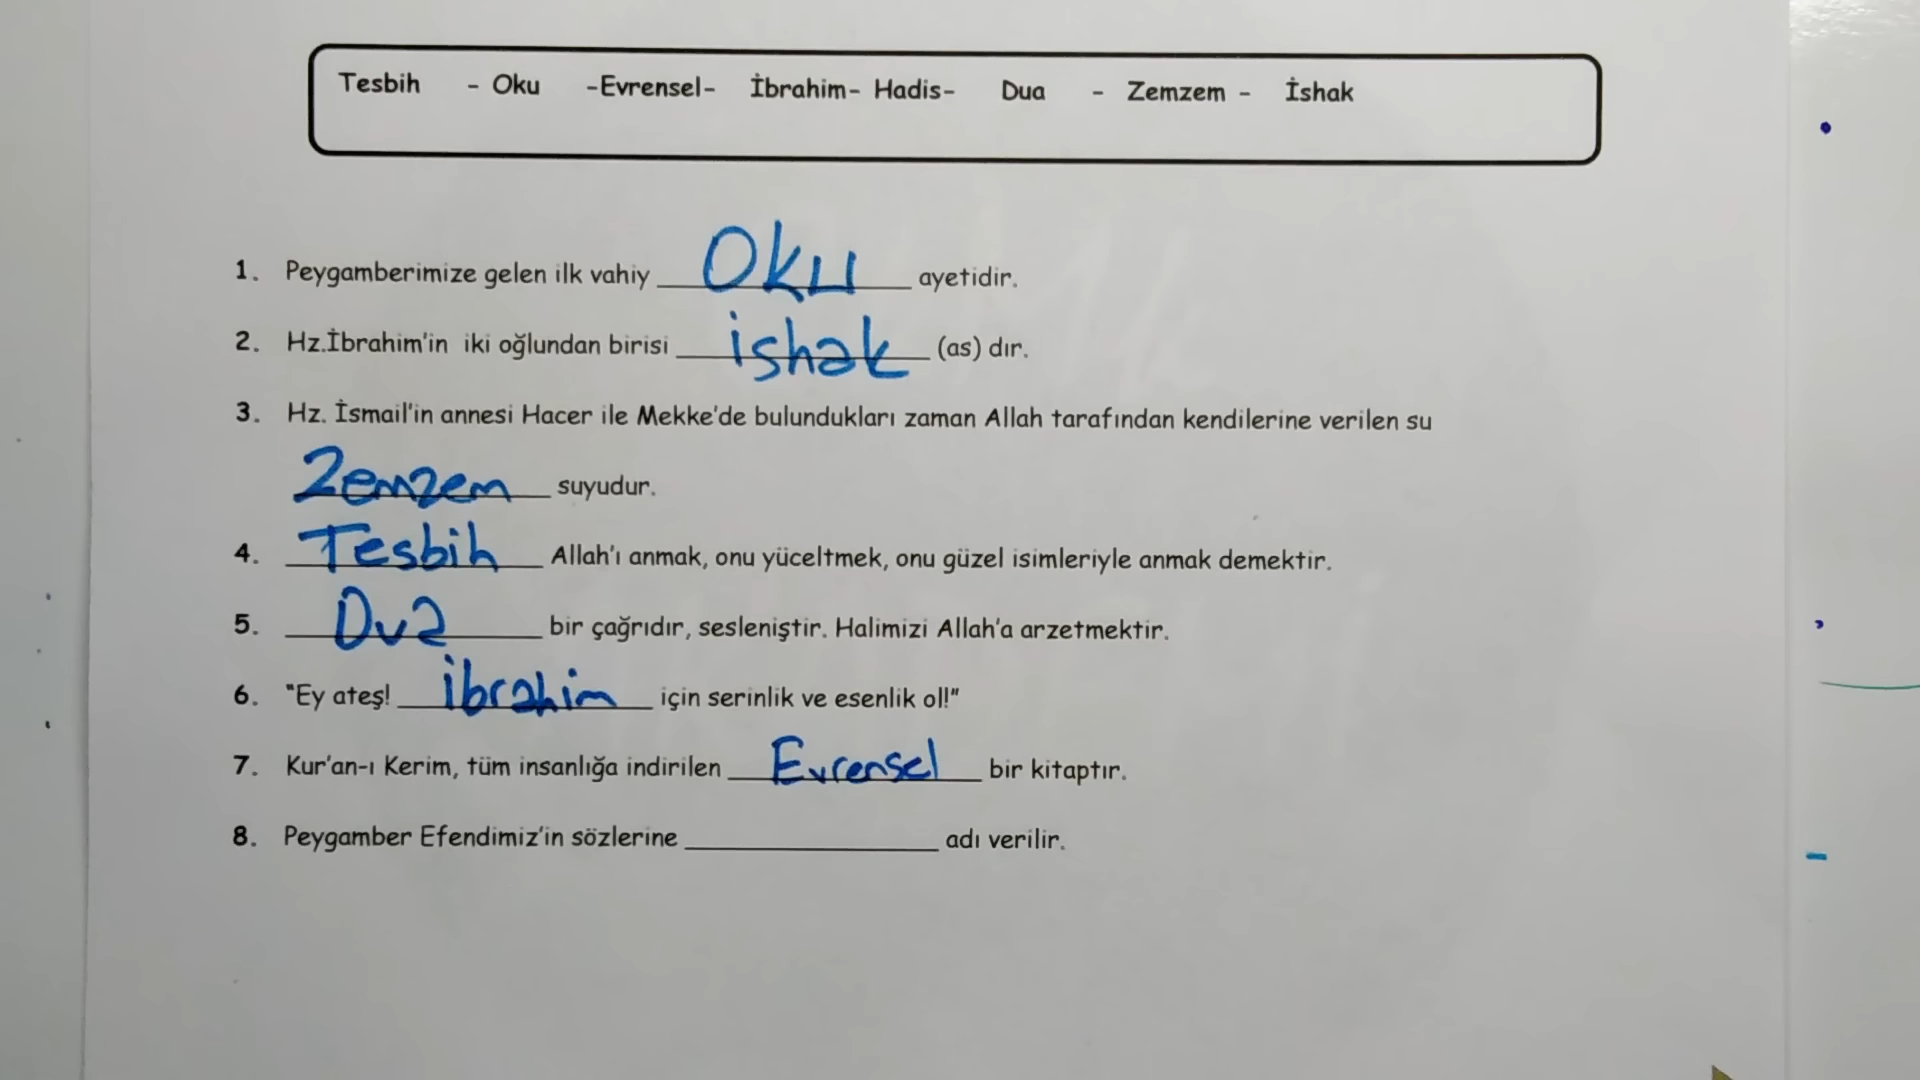 Tesbih - Oku -Evrensel- İbrahim- Hadis- Dua - Zemzem - İshak
1. Peygamberimize gelen ilk vahiy Oku ayetidir.
2. Hz.İbrahim'in iki oğlundan birisi ishak (as) dır.
3. Hz. İsmail'in annesi Hacer ile Mekke'de bulundukları zaman Allah tarafından kendilerine verilen su
Zemzem suyudur.
4. Tesbih Allah'ı anmak, onu yüceltmek, onu güzel isimleriyle anmak demektir.
5. Dua bir çağrıdır, sesleniştir. Halimizi Allah'a arzetmektir.
6. "Ey ateş! İbrahim için serinlik ve esenlik ol!"
7. Kur'an-ı Kerim, tüm insanlığa indirilen Evrensel bir kitaptır.
8. Peygamber Efendimiz'in sözlerine ______ adı verilir.